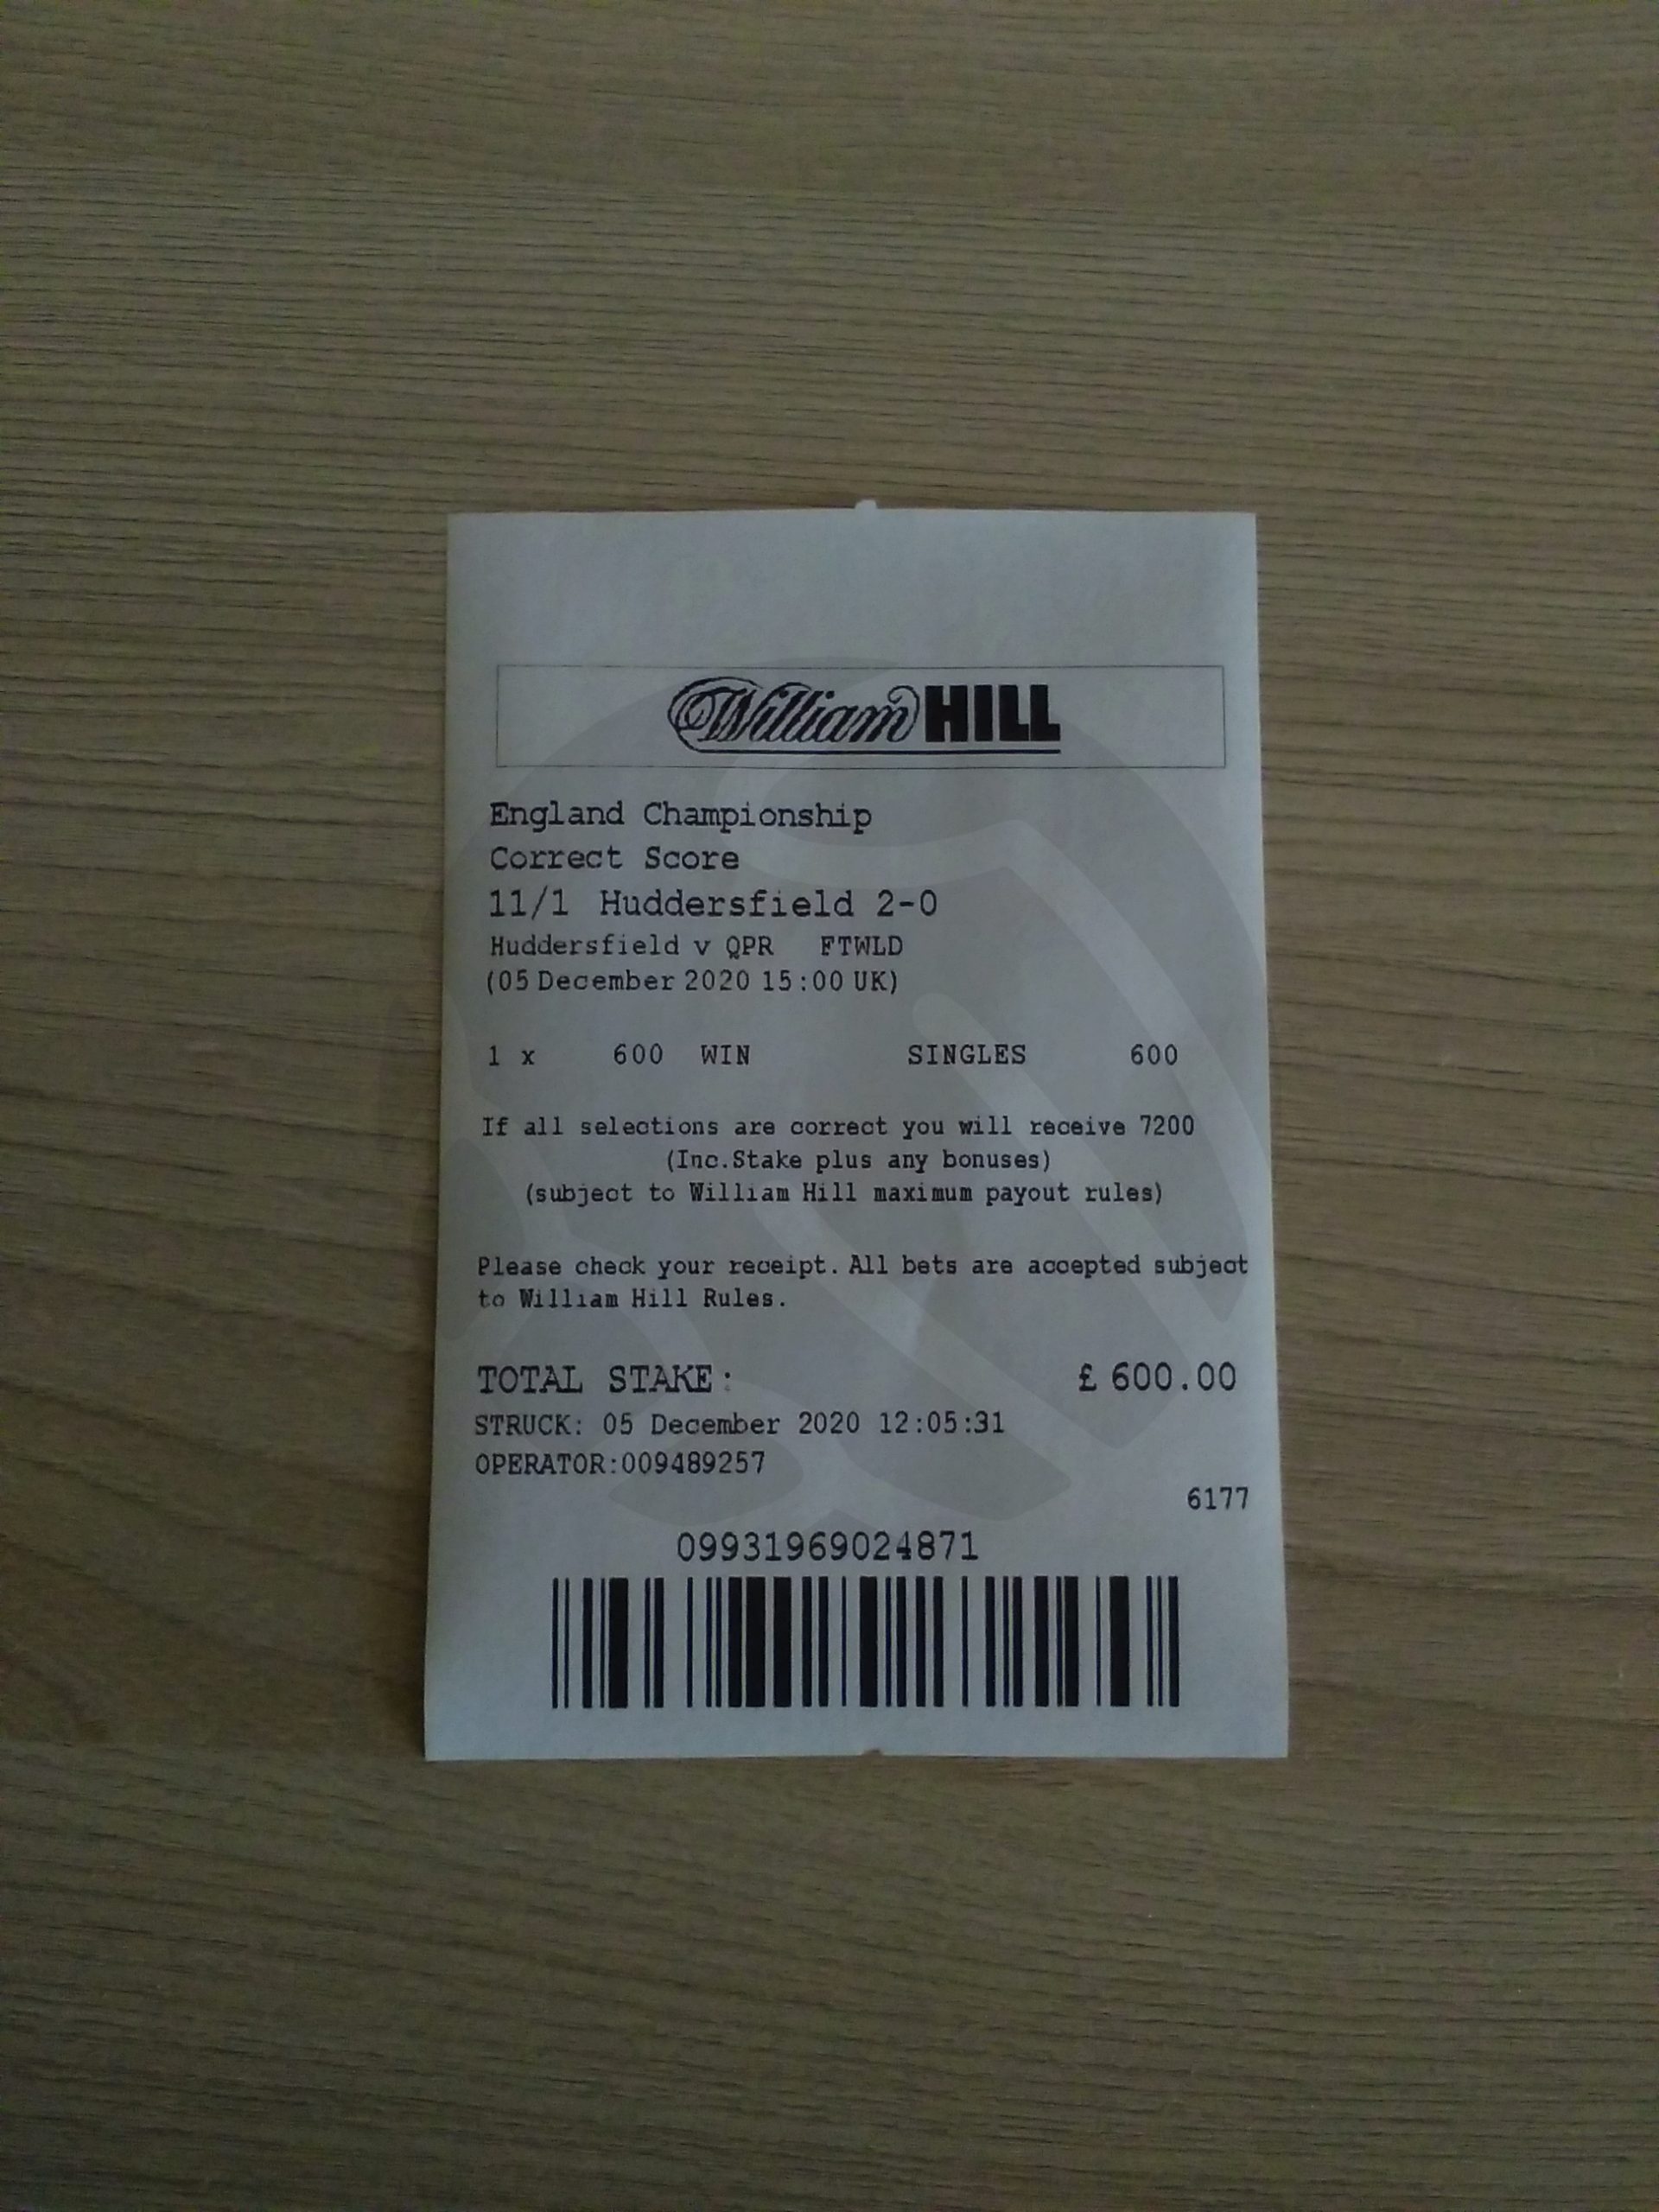 William HILL
England Championship
Correct Score
11/1 Huddersfield 2-0
Huddersfield v QPR FTWLD
(05 December 2020 15:00 UK)
1 x 600 WIN SINGLES 600
If all selections are correct you will receive 7200
(Inc.Stake plus any bonuses)
(subject to William Hill maximum payout rules)
Please check your receipt. All bets are accepted subject
to William Hill Rules.
TOTAL STAKE: £ 600.00
STRUCK: 05 December 2020 12:05:31
OPERATOR:009489257
6177
09931969024871